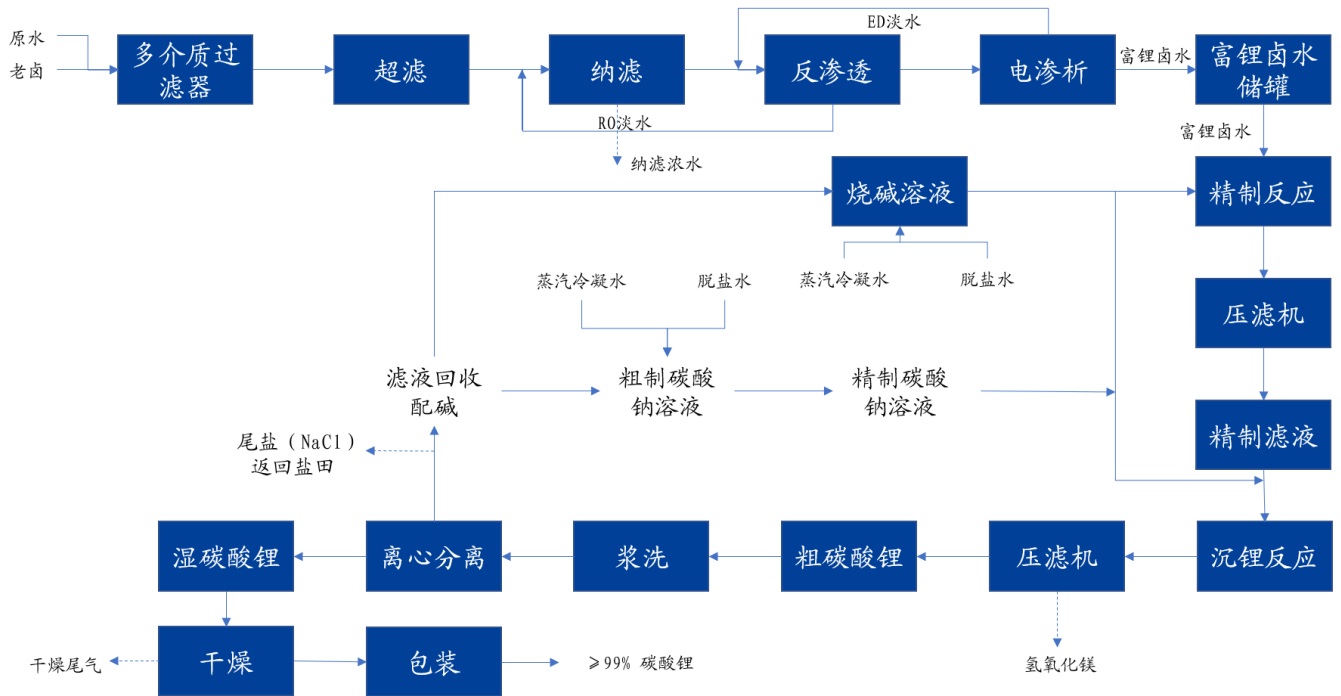 ED淡水
原水
老卤
多介质过
滤器
超滤
纳滤
反渗透
电渗析
富锂卤水
富锂卤水
储罐
RO淡水
纳滤浓水
富锂卤水
烧碱溶液
精制反应
蒸汽冷凝水
脱盐水
蒸汽冷凝水
脱盐水
压滤机
滤液回收
配碱
粗制碳酸
钠溶液
精制碳酸
钠溶液
精制滤液
尾盐（NaCl）
返回盐田
湿碳酸锂
离心分离
浆洗
粗碳酸锂
压滤机
沉锂反应
干燥尾气
干燥
包装
≥99% 碳酸锂
氢氧化镁